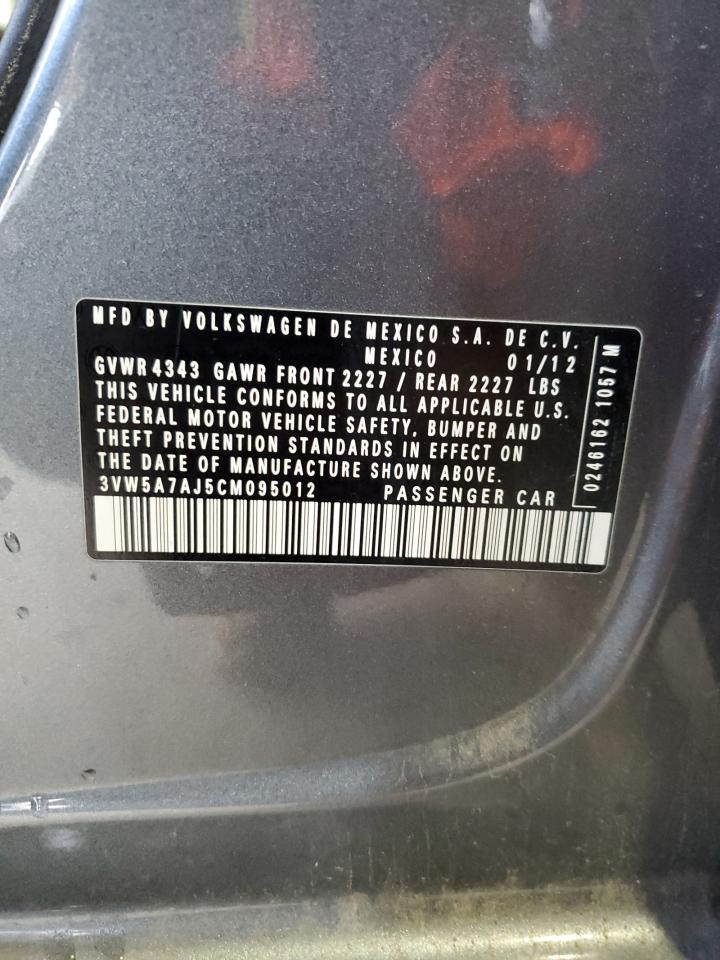 MFD BY VOLKSWAGEN DE MEXICO S.A. DE C.V.
MEXICO 01/12
GVWR 4343 GAWR FRONT 2227 / REAR 2227 LBS
THIS VEHICLE CONFORMS TO ALL APPLICABLE U.S.
FEDERAL MOTOR VEHICLE SAFETY, BUMPER AND
THEFT PREVENTION STANDARDS IN EFFECT ON
THE DATE OF MANUFACTURE SHOWN ABOVE.
3VW5A7AJ5CM095012 PASSENGER CAR
0246162 1057 M